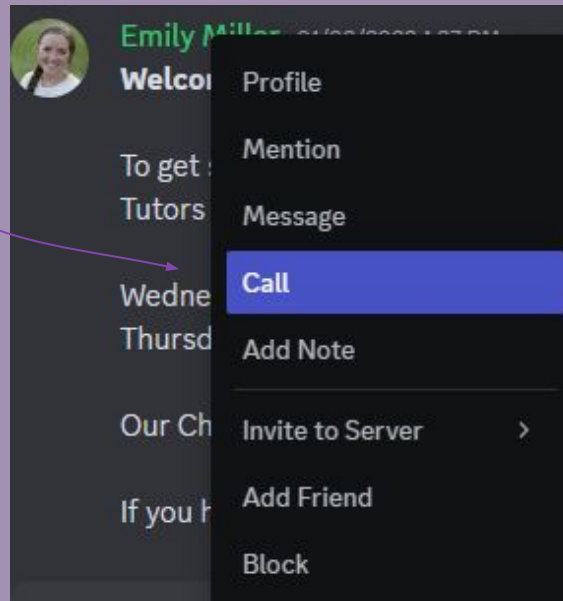 Emily Miller
Welco
Profile
To get
Mention
Tutors
Message
Call
Wedne
Thursd
Add Note
Our Ch
Invite to Server
Add Friend
If you h
Block